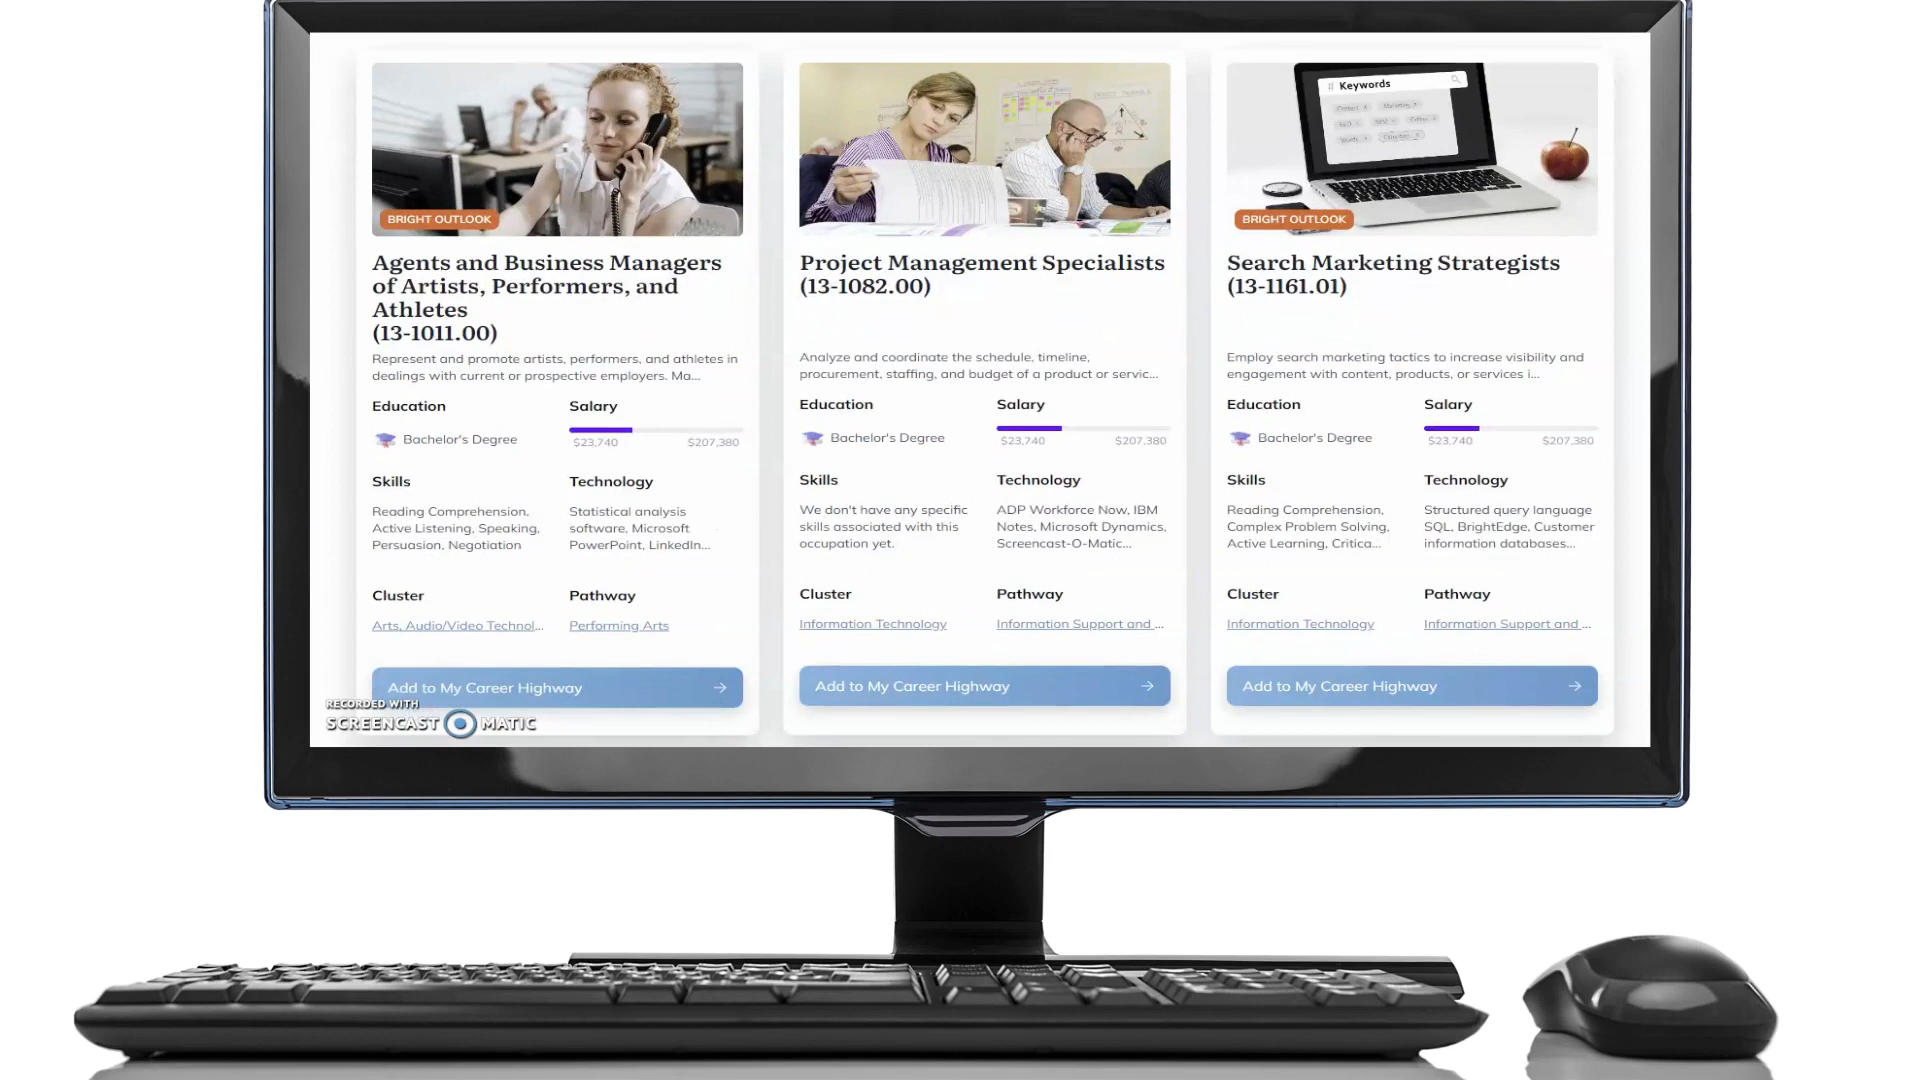 BRIGHT OUTLOOK
Agents and Business Managers
of Artists, Performers, and
Athletes
(13-1011.00)
Represent and promote artists, performers, and athletes in
dealings with current or prospective employers. Ma...
Education
Bachelor's Degree
Salary
$23,740 $207,380
Skills
Reading Comprehension,
Active Listening, Speaking,
Persuasion, Negotiation
Technology
Statistical analysis
software, Microsoft
PowerPoint, LinkedIn...
Cluster
Arts, Audio/Video Technol...
Pathway
Performing Arts
Add to My Career Highway
Project Management Specialists
(13-1082.00)
Analyze and coordinate the schedule, timeline,
procurement, staffing, and budget of a product or servic...
Education
Bachelor's Degree
Salary
$23,740 $207,380
Skills
We don't have any specific
skills associated with this
occupation yet.
Technology
ADP Workforce Now, IBM
Notes, Microsoft Dynamics,
Screencast-O-Matic...
Cluster
Information Technology
Pathway
Information Support and ...
Add to My Career Highway
# Keywords
BRIGHT OUTLOOK
Search Marketing Strategists
(13-1161.01)
Employ search marketing tactics to increase visibility and
engagement with content, products, or services i...
Education
Bachelor's Degree
Salary
$23,740 $207,380
Skills
Reading Comprehension,
Complex Problem Solving,
Active Learning, Critica...
Technology
Structured query language
SQL, BrightEdge, Customer
information databases...
Cluster
Information Technology
Pathway
Information Support and ...
Add to My Career Highway
RECORDED WITH
SCREENCAST MATIC